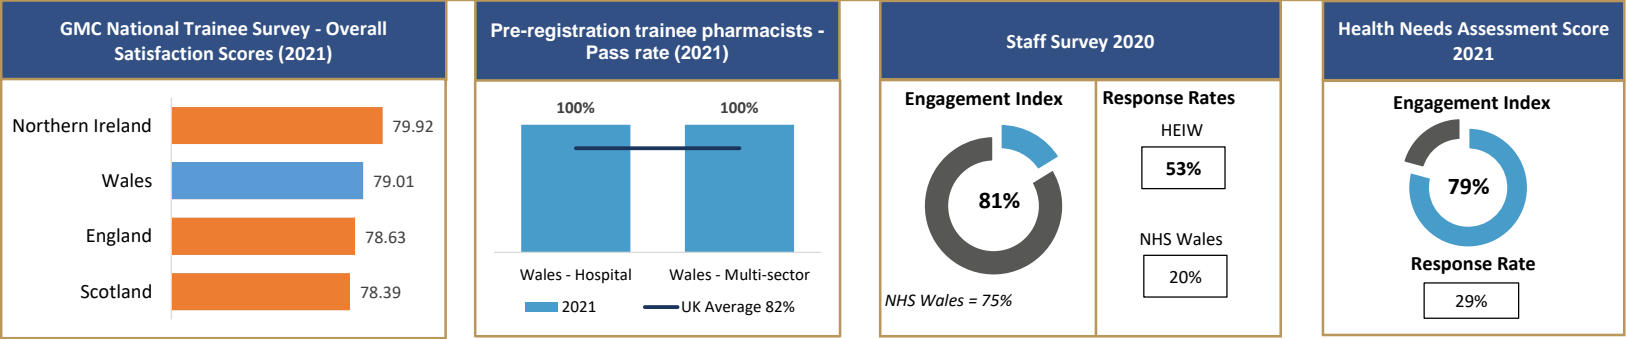 GMC National Trainee Survey - Overall
Satisfaction Scores (2021)
Northern Ireland
79.92
Wales
79.01
England
78.63
Scotland
78.39
Pre-registration trainee pharmacists -
Pass rate (2021)
100%
100%
Wales - Hospital
Wales - Multi-sector
2021
UK Average 82%
Staff Survey 2020
Engagement Index
81%
NHS Wales = 75%
Response Rates
HEIW
53%
NHS Wales
20%
Health Needs Assessment Score
2021
Engagement Index
79%
Response Rate
29%